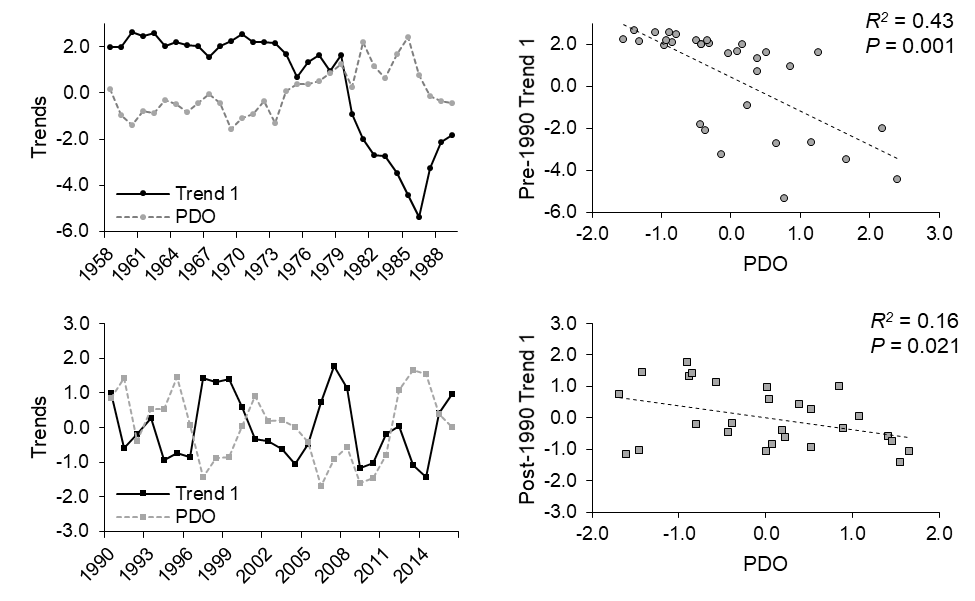 2.0
0.0
-2.0
-4.0
-6.0
Trends
Trend 1
PDO
1958 1961 1964 1967 1970 1973 1976 1979 1982 1985 1988
R² = 0.43
P = 0.001
2.0
0.0
-2.0
-4.0
-6.0
Pre-1990 Trend 1
-2.0 -1.0 0.0 1.0 2.0 3.0
PDO
3.0
2.0
1.0
0.0
-1.0
-2.0
-3.0
Trends
Trend 1
PDO
1990 1993 1996 1999 2002 2005 2008 2011 2014
R² = 0.16
P = 0.021
3.0
2.0
1.0
0.0
-1.0
-2.0
-3.0
Post-1990 Trend 1
-2.0 -1.0 0.0 1.0 2.0
PDO